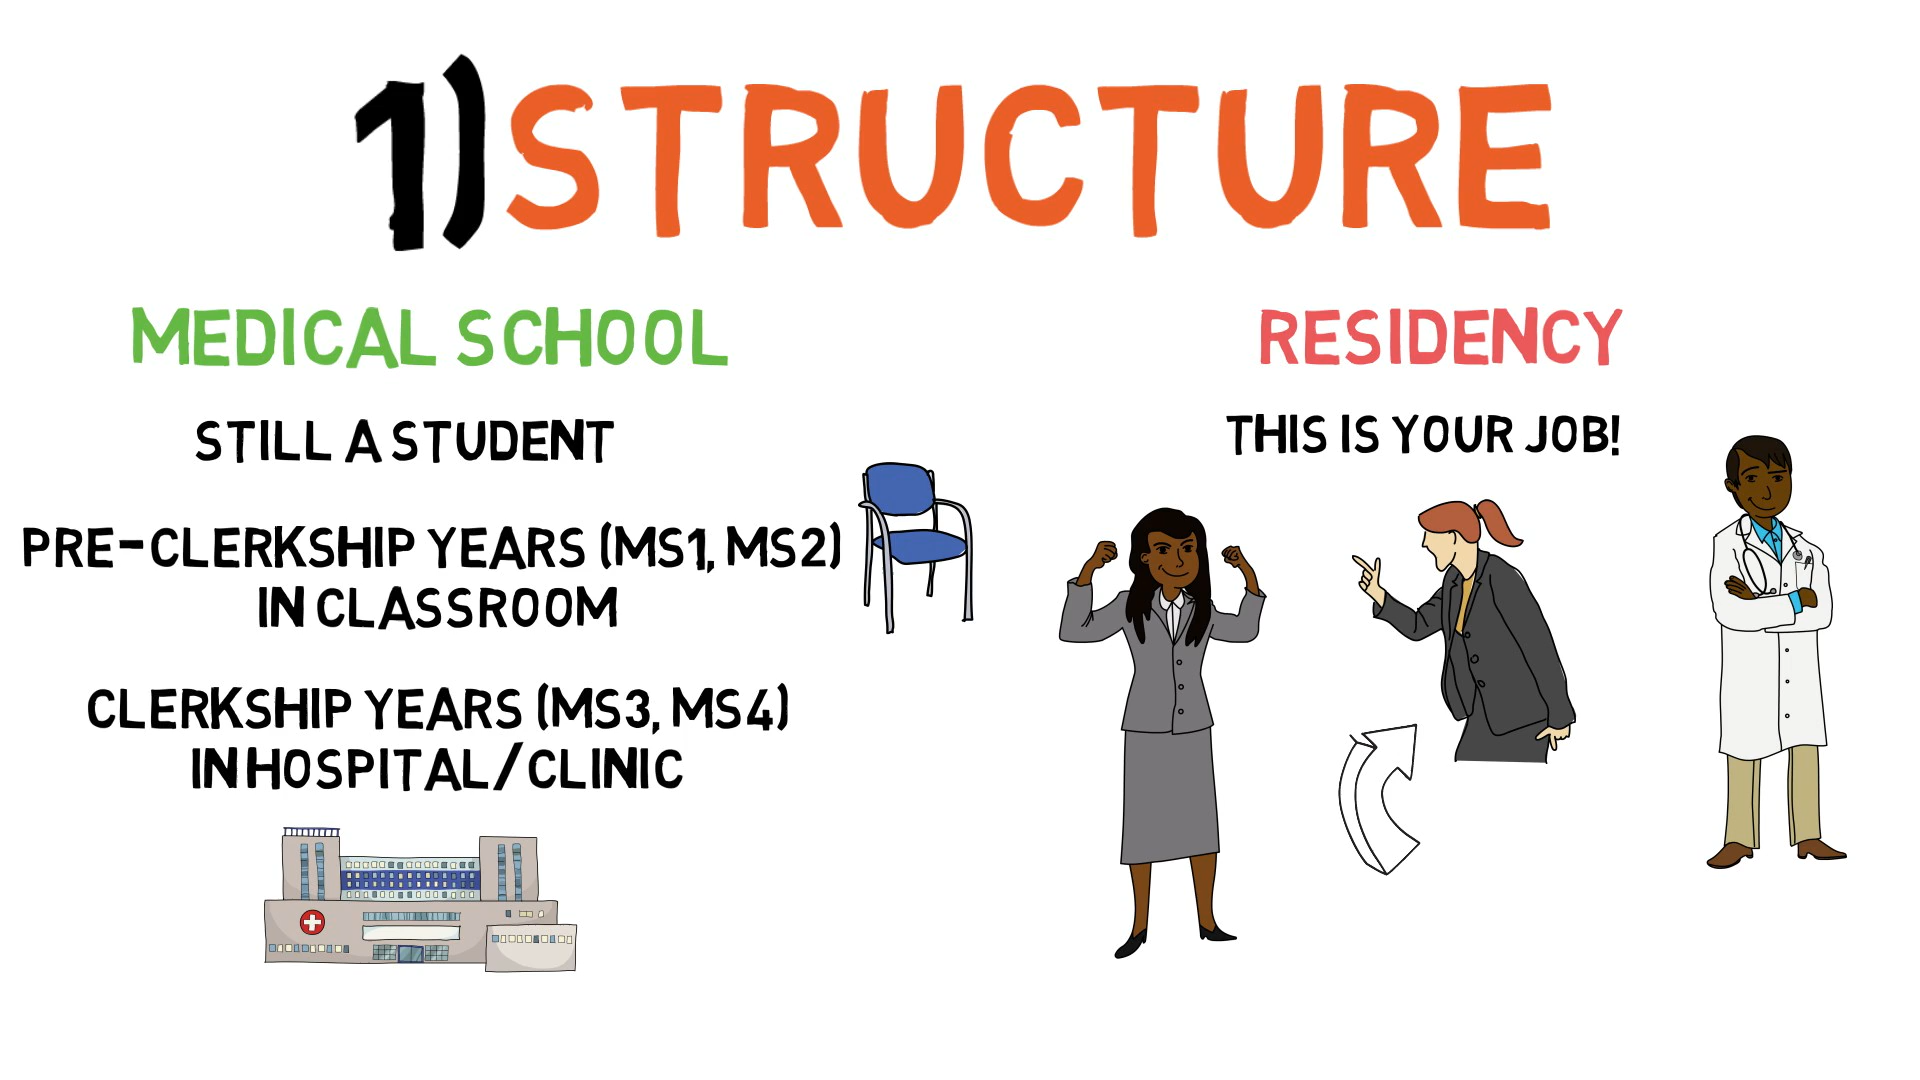 1) STRUCTURE
MEDICAL SCHOOL
STILL A STUDENT
PRE-CLERKSHIP YEARS (MS1, MS2)
IN CLASSROOM
CLERKSHIP YEARS (MS3, MS4)
IN HOSPITAL/CLINIC
RESIDENCY
THIS IS YOUR JOB!